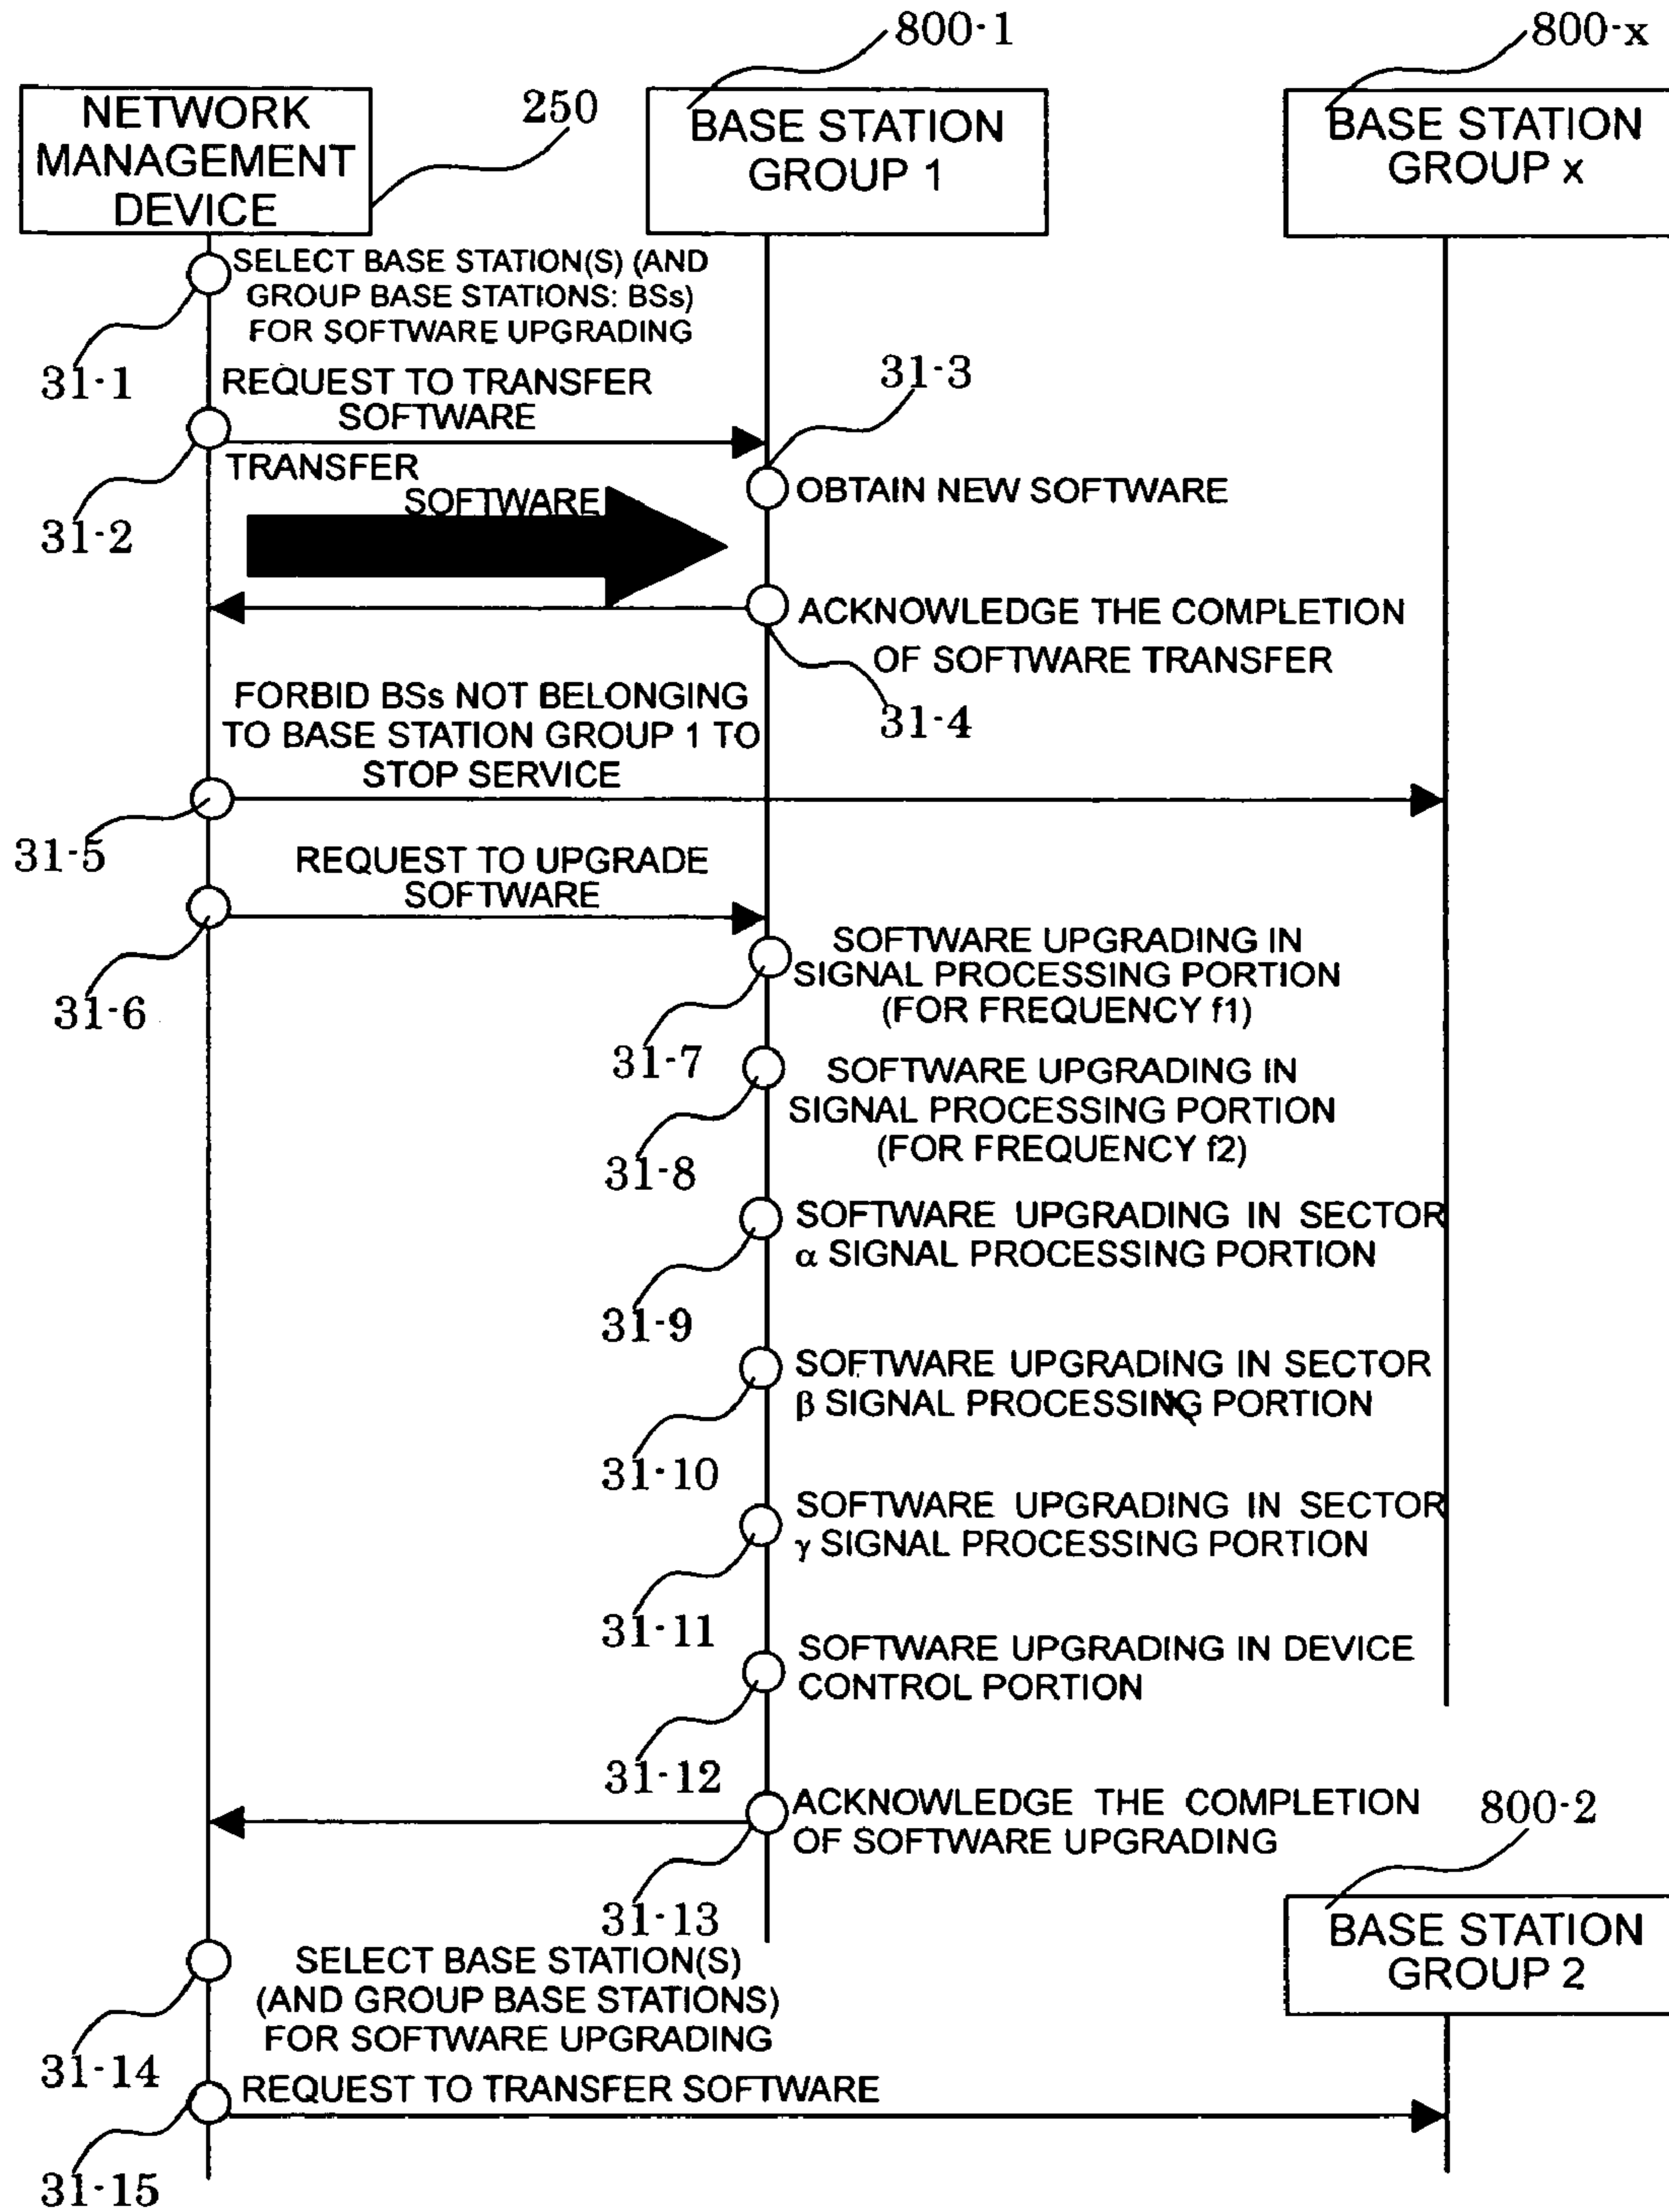 800-1
800-x
NETWORK
MANAGEMENT
DEVICE
250
BASE STATION
GROUP 1
BASE STATION
GROUP x
SELECT BASE STATION(S) (AND
GROUP BASE STATIONS: BSs)
FOR SOFTWARE UPGRADING
31-1
REQUEST TO TRANSFER
SOFTWARE
31-3
TRANSFER
SOFTWARE
OBTAIN NEW SOFTWARE
31-2
ACKNOWLEDGE THE COMPLETION
OF SOFTWARE TRANSFER
31-4
FORBID BSs NOT BELONGING
TO BASE STATION GROUP 1 TO
STOP SERVICE
31-5
REQUEST TO UPGRADE
SOFTWARE
31-6
SOFTWARE UPGRADING IN
SIGNAL PROCESSING PORTION
(FOR FREQUENCY f1)
31-7
SOFTWARE UPGRADING IN
SIGNAL PROCESSING PORTION
(FOR FREQUENCY f2)
31-8
SOFTWARE UPGRADING IN SECTOR
α SIGNAL PROCESSING PORTION
31-9
SOFTWARE UPGRADING IN SECTOR
β SIGNAL PROCESSING PORTION
31-10
SOFTWARE UPGRADING IN SECTOR
γ SIGNAL PROCESSING PORTION
31-11
SOFTWARE UPGRADING IN DEVICE
CONTROL PORTION
31-12
ACKNOWLEDGE THE COMPLETION
OF SOFTWARE UPGRADING
31-13
800-2
BASE STATION
GROUP 2
SELECT BASE STATION(S)
(AND GROUP BASE STATIONS)
FOR SOFTWARE UPGRADING
31-14
REQUEST TO TRANSFER SOFTWARE
31-15